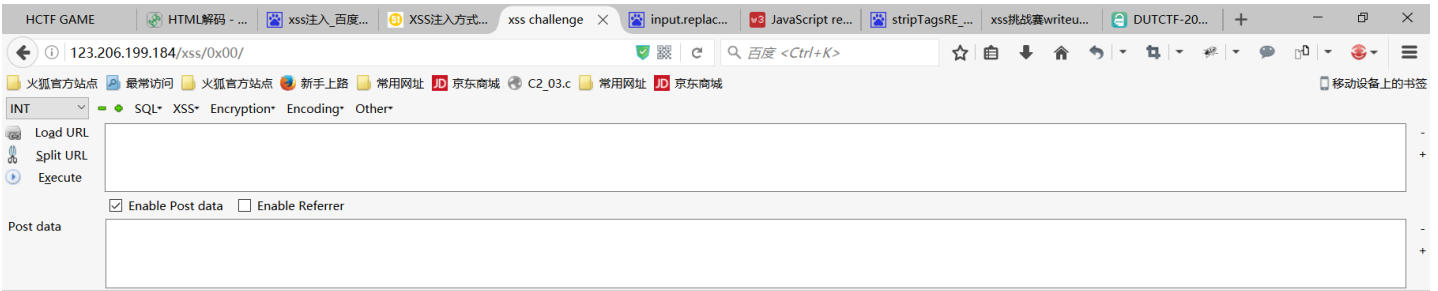 HCTF GAME HTML解码 - ... xss注入_百度... XSS注入方式... xss challenge input.replac... w3 JavaScript re... stripTagsRE_... xss挑战赛writeu... DUTCTF-20...
123.206.199.184/xss/0x00/ 百度 <Ctrl+K>
火狐官方站点 最常访问 火狐官方站点 新手上路 常用网址 JD 京东商城 C2_03.c 常用网址 JD 京东商城 移动设备上的书签
INT SQL XSS Encryption Encoding Other
Load URL
Split URL
Execute
Enable Post data Enable Referrer
Post data